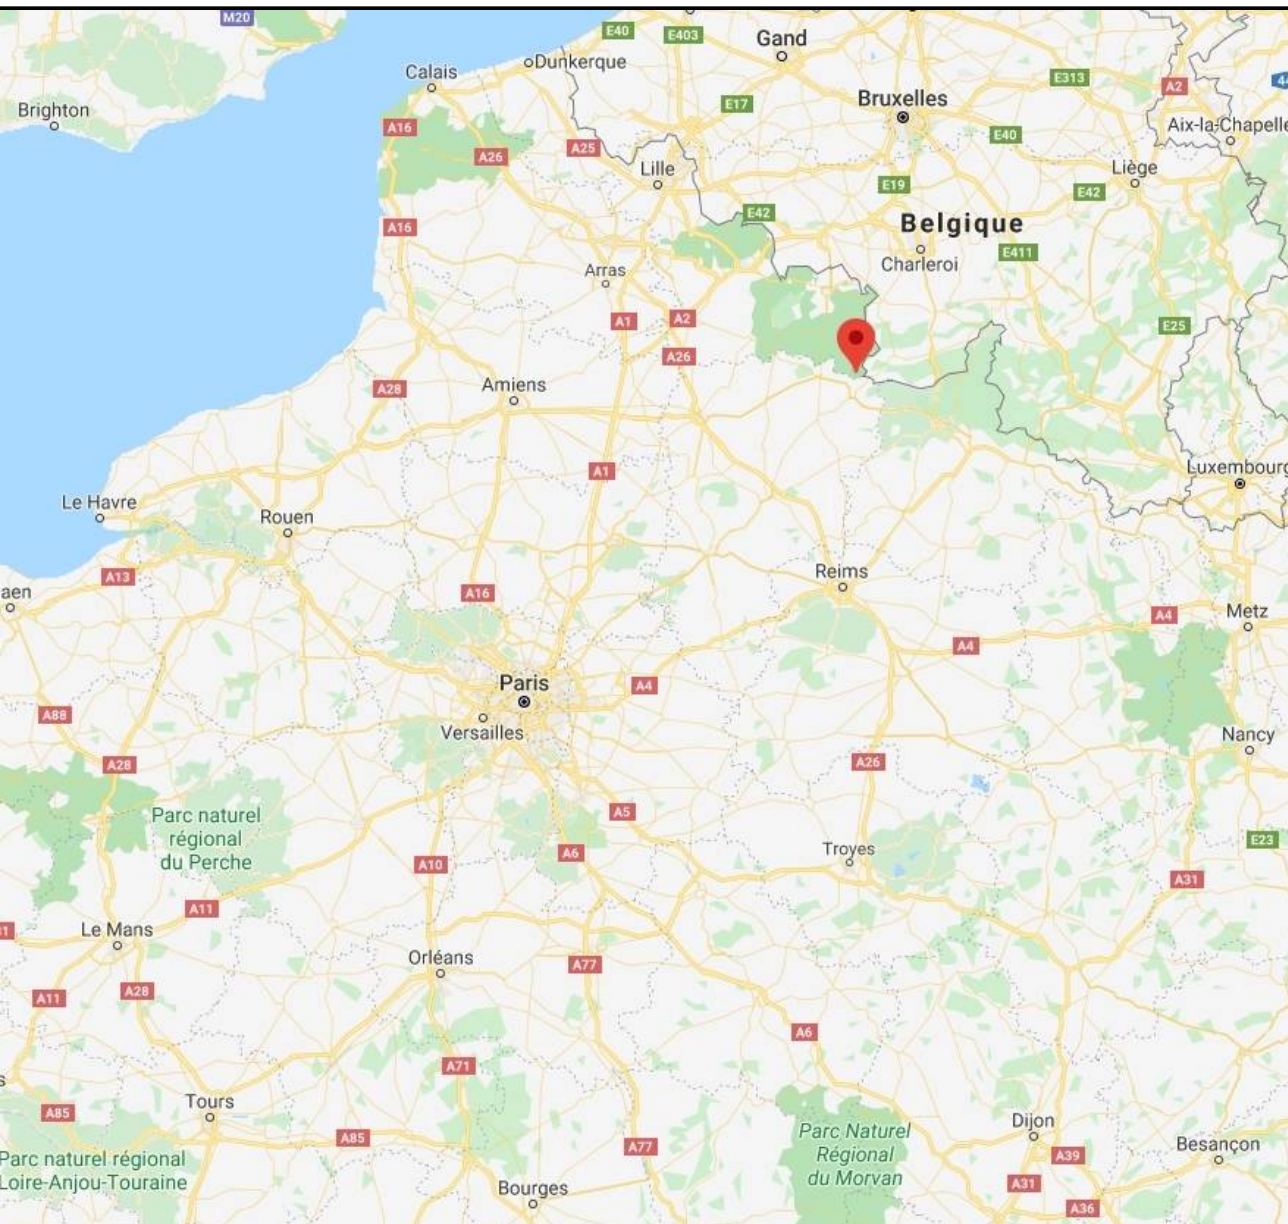 M20
E40
E403
Gand
Dunkerque
Calais
E313
A2
Brighton
E17
Bruxelles
A16
Aix-la-Chapelle
E40
A25
A26
Lille
Liège
E19
E42
E42
A16
Belgique
E411
Charleroi
Arras
A1
A2
E25
A26
A28
Amiens
A1
Luxembourg
Le Havre
Rouen
A13
Reims
aen
A16
A4
Metz
A4
Paris
A4
A88
Versailles
Nancy
A28
A26
Parc naturel
régional
du Perche
A5
E23
A6
Troyes
A10
A31
A11
Le Mans
Orléans
A77
A28
A11
A6
A71
Tours
A85
Dijon
Parc Naturel
Régional
du Morvan
A85
A77
Besançon
A39
Parc naturel régional
Loire-Anjou-Touraine
A31
Bourges
A36